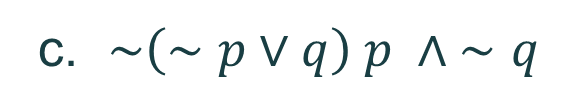 c. ~(~ p ∨ q) p ∧ ~ q